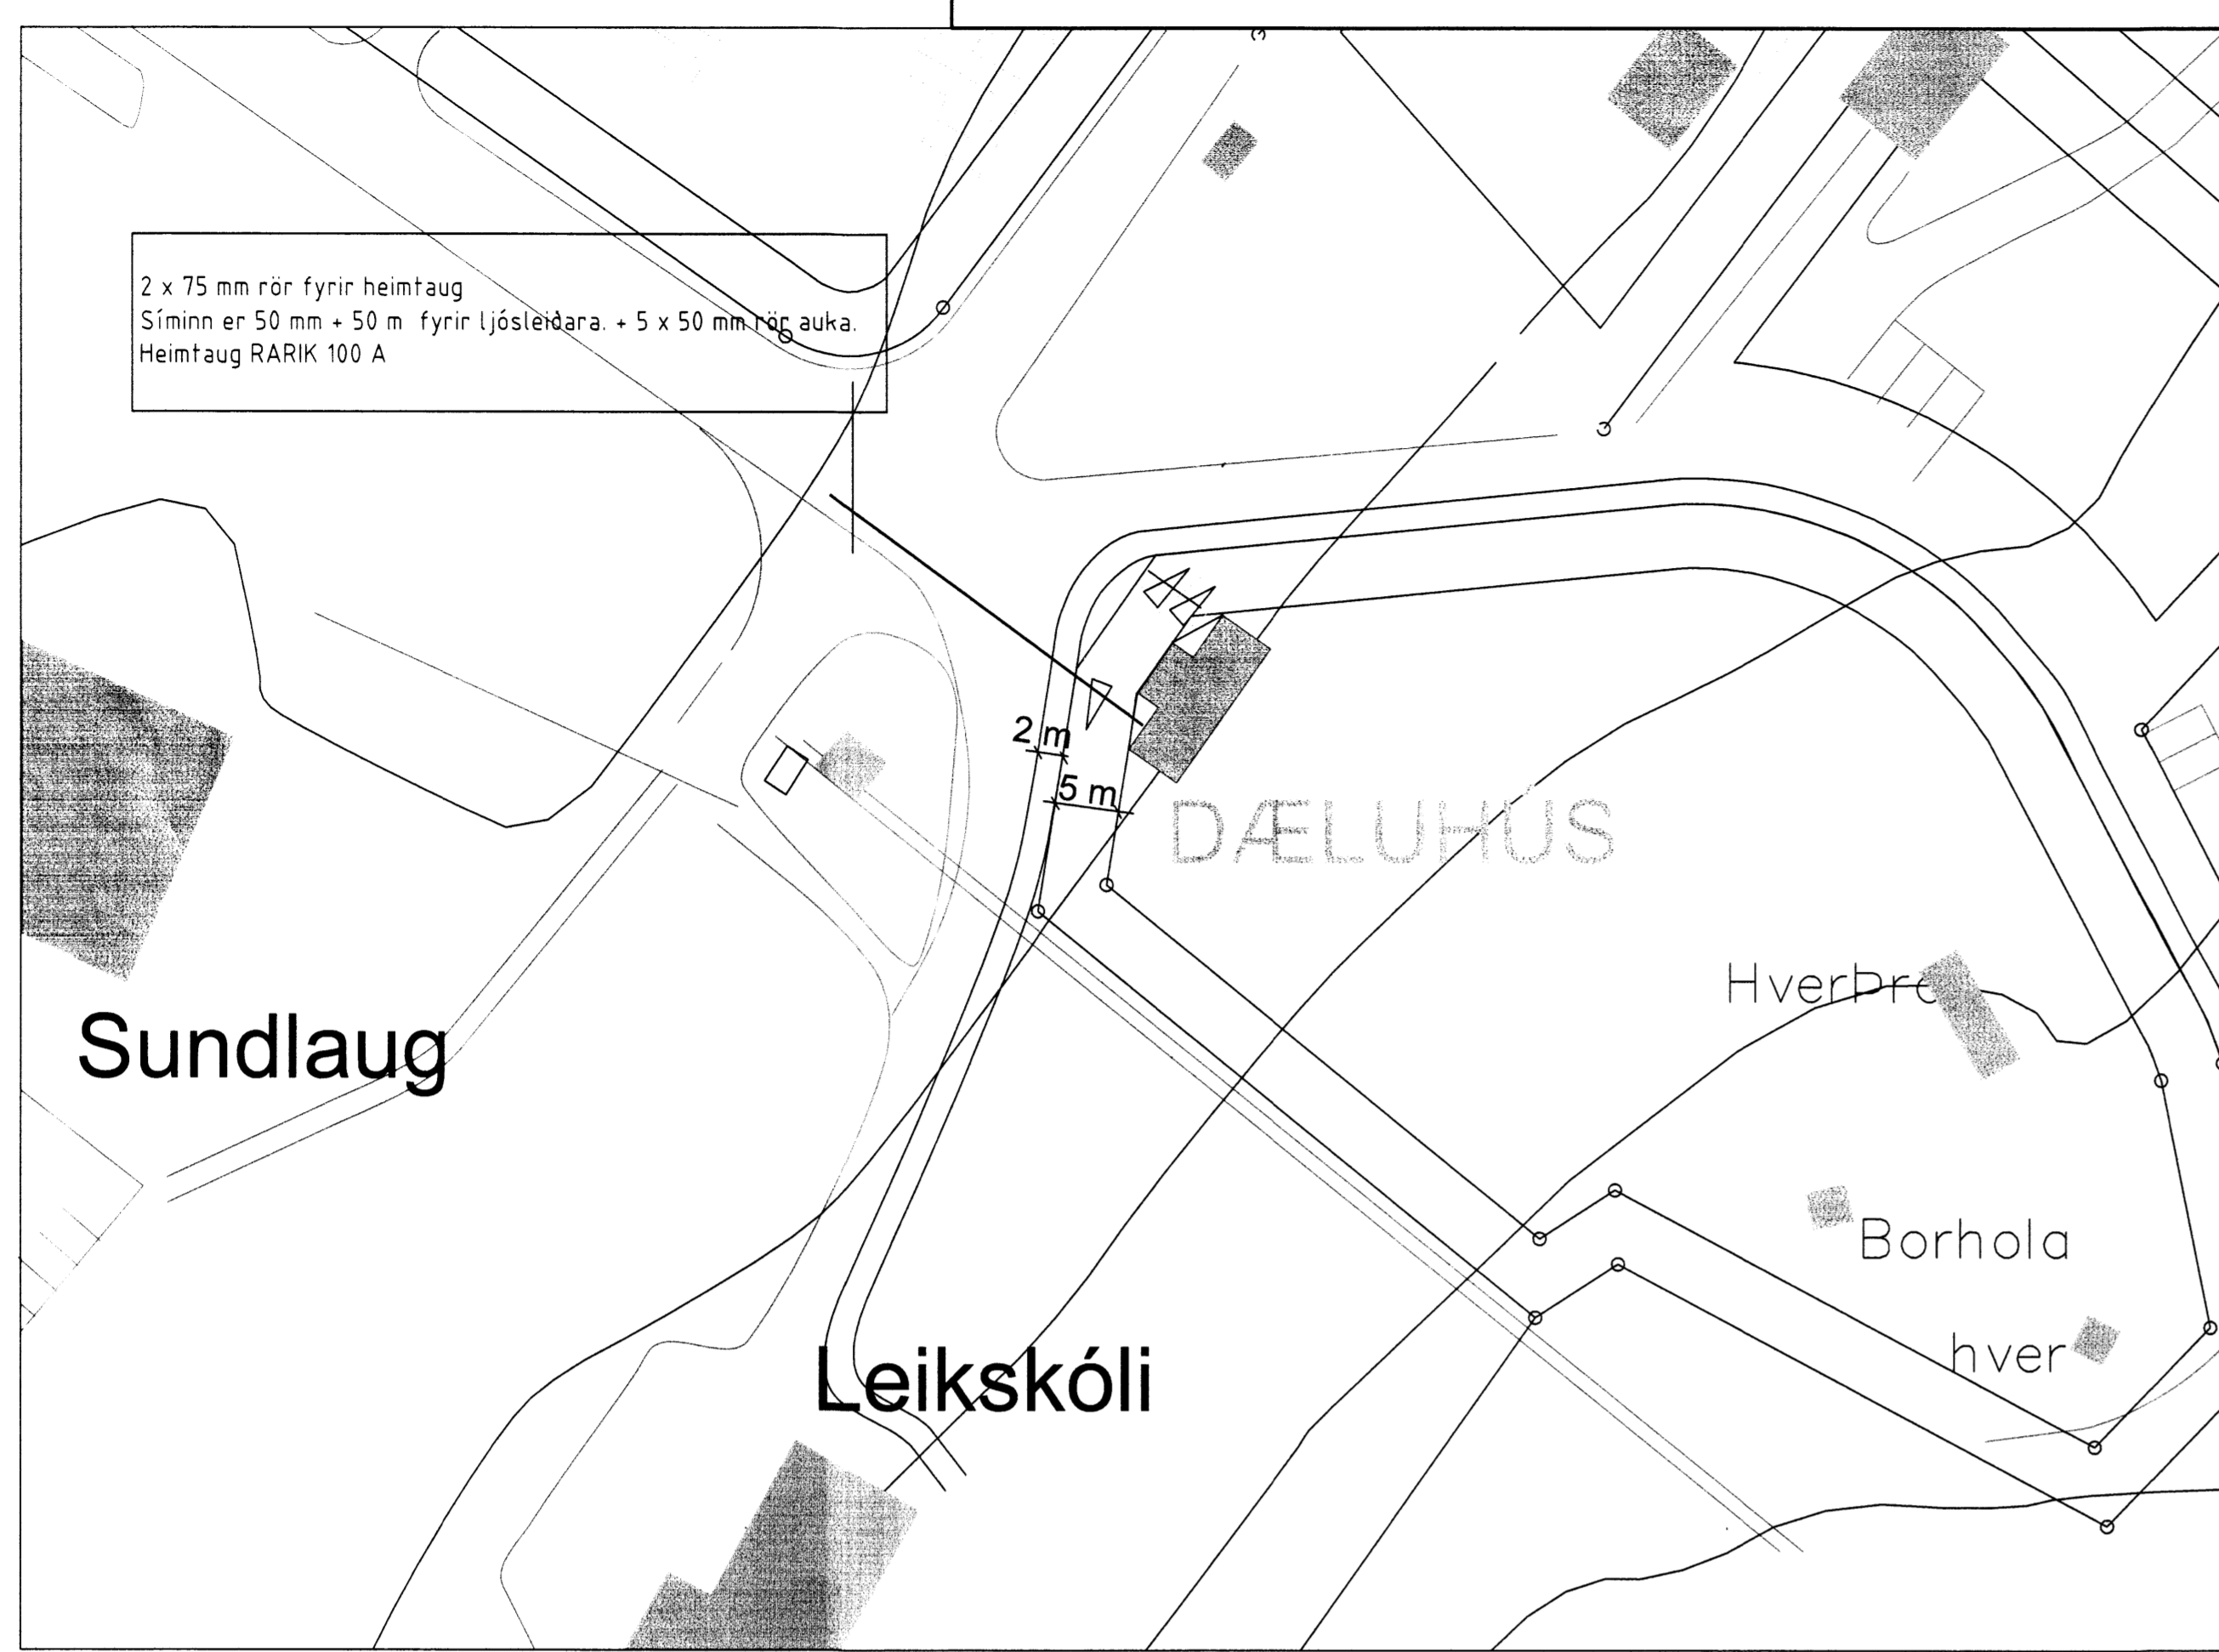 2 x 75 mm rör fyrir heimtaug
Síminn er 50 mm + 50 m fyrir ljósleiðara. + 5 x 50 mm rör auka.
Heimtaug RARIK 100 A
2 m
5 m
DÆLUHÚS
Sundlaug
Borhola
hver
Leikskóli